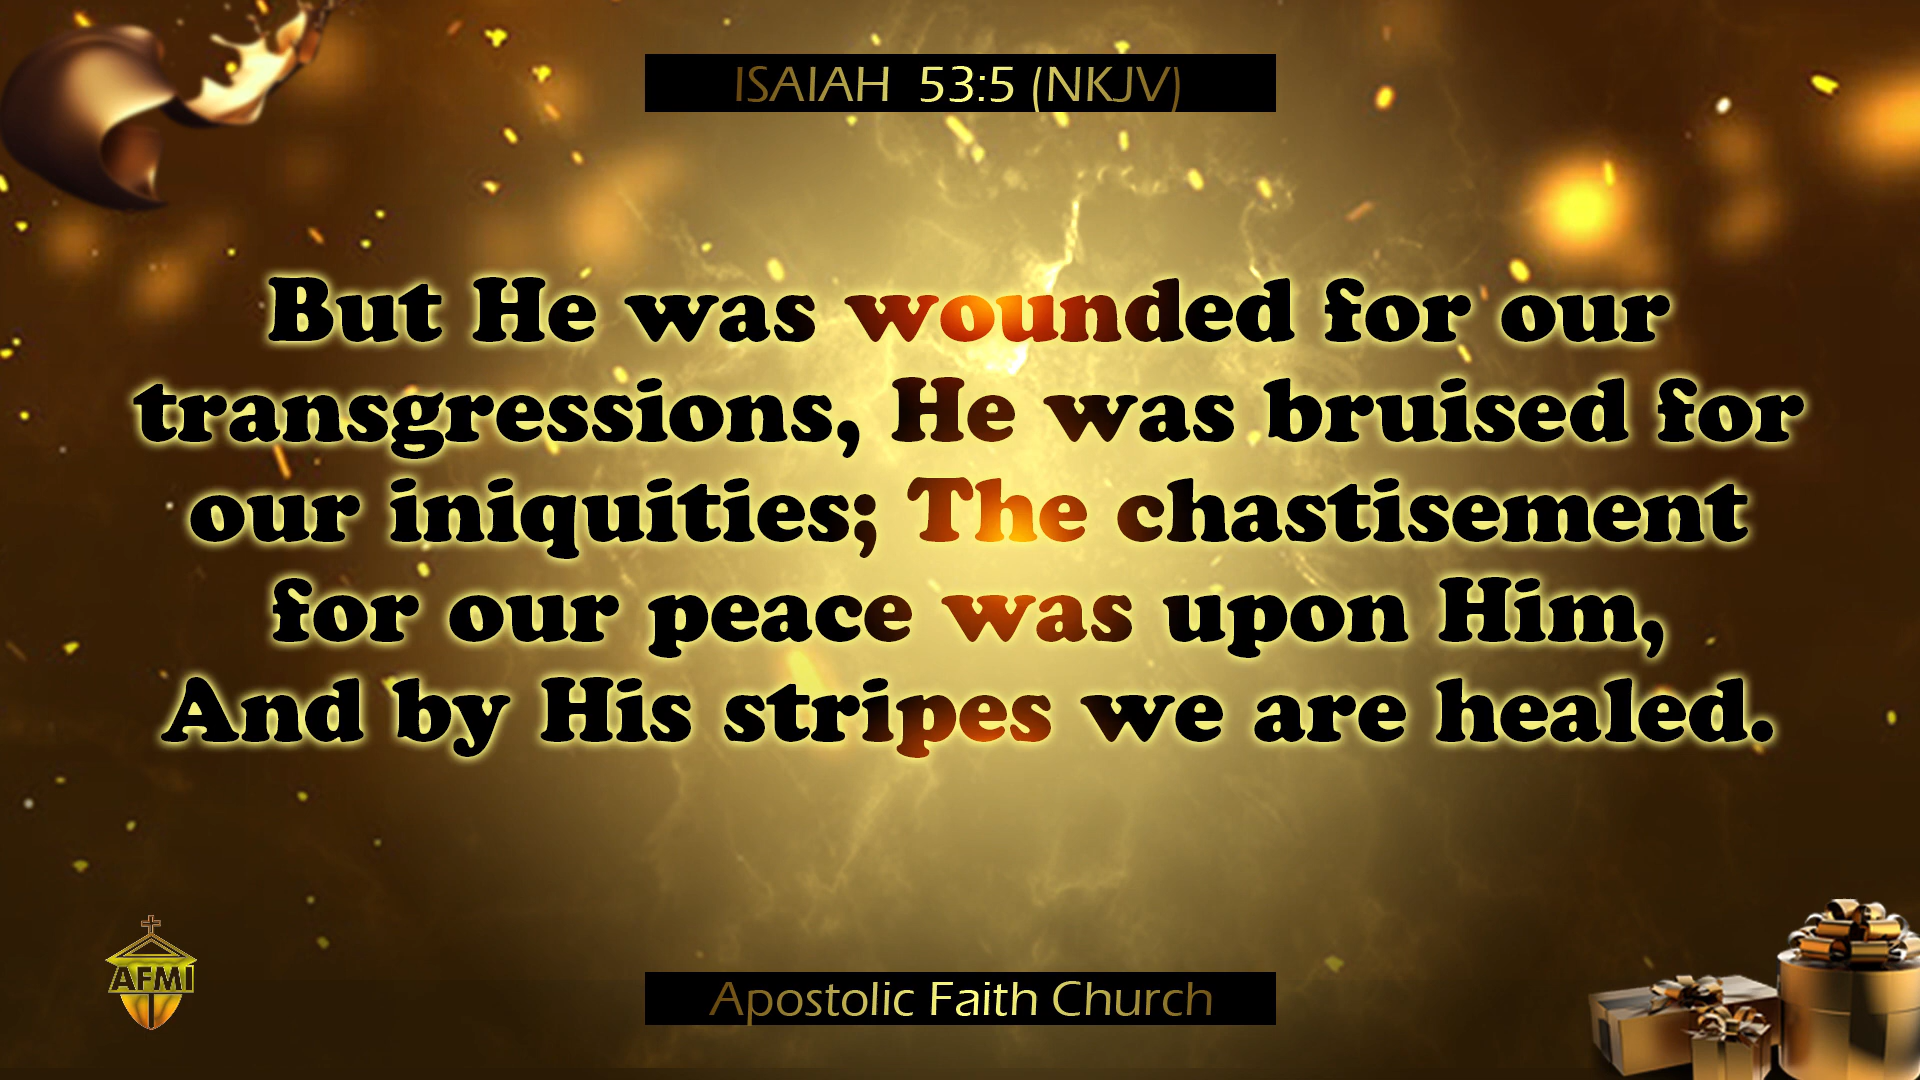 ISAIAH 53:5 (NKJV)
But He was wounded for our
transgressions, He was bruised for
our iniquities; The chastisement
for our peace was upon Him,
And by His stripes we are healed.
AFMI
Apostolic Faith Church